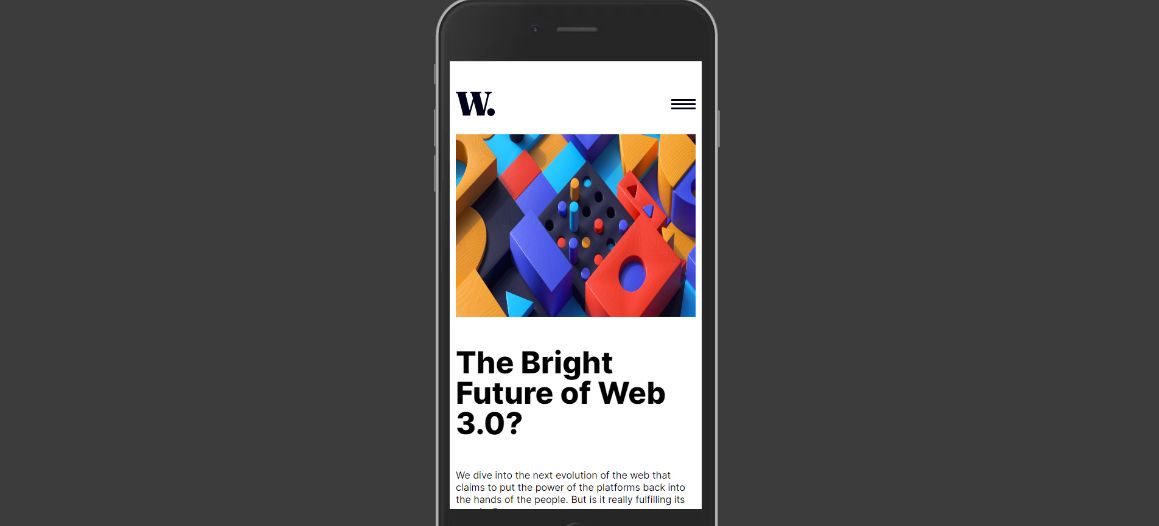 W.
The Bright
Future of Web
3.0?
We dive into the next evolution of the web that
claims to put the power of the platforms back into
the hands of the people. But is it really fulfilling its